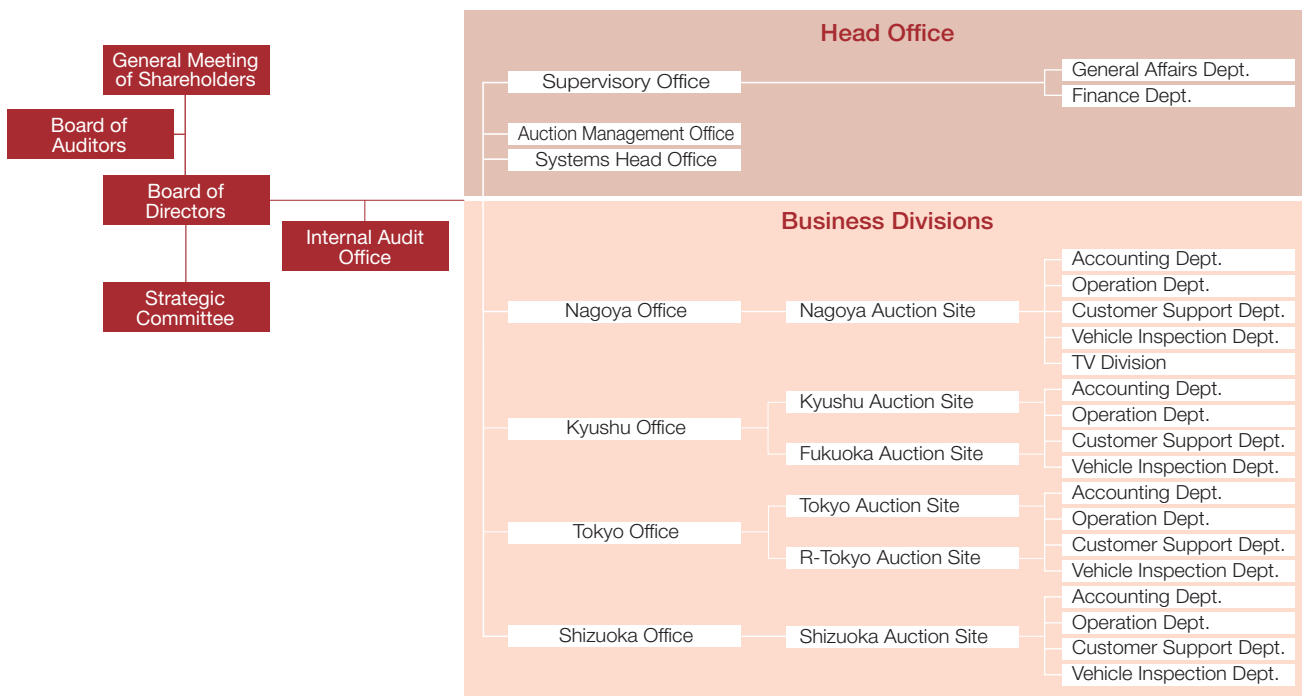 General Meeting
of Shareholders
Board of
Auditors
Board of
Directors
Internal Audit
Office
Strategic
Committee
Head Office
Supervisory Office
General Affairs Dept.
Finance Dept.
Auction Management Office
Systems Head Office
Business Divisions
Nagoya Office
Nagoya Auction Site
Accounting Dept.
Operation Dept.
Customer Support Dept.
Vehicle Inspection Dept.
TV Division
Kyushu Office
Kyushu Auction Site
Fukuoka Auction Site
Accounting Dept.
Operation Dept.
Customer Support Dept.
Vehicle Inspection Dept.
Tokyo Office
Tokyo Auction Site
R-Tokyo Auction Site
Accounting Dept.
Operation Dept.
Customer Support Dept.
Vehicle Inspection Dept.
Shizuoka Office
Shizuoka Auction Site
Accounting Dept.
Operation Dept.
Customer Support Dept.
Vehicle Inspection Dept.